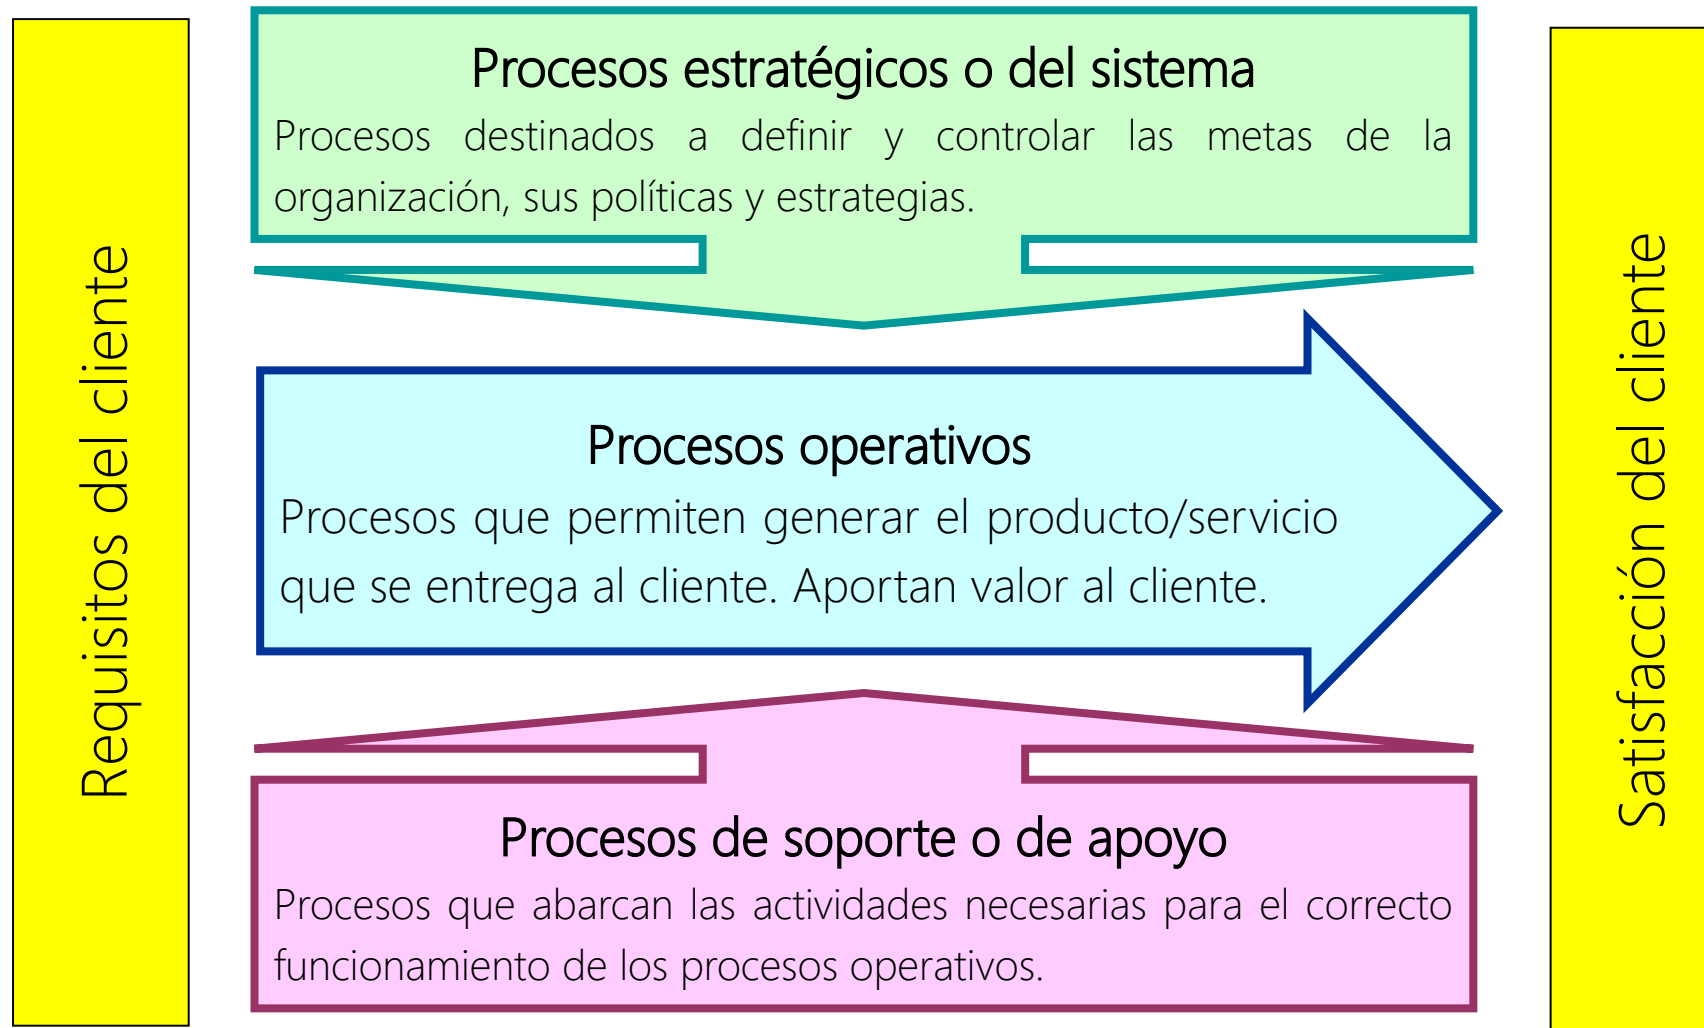 Requisitos del cliente
Procesos estratégicos o del sistema
Procesos destinados a definir y controlar las metas de la
organización, sus políticas y estrategias.
Procesos operativos
Procesos que permiten generar el producto/servicio
que se entrega al cliente. Aportan valor al cliente.
Procesos de soporte o de apoyo
Procesos que abarcan las actividades necesarias para el correcto
funcionamiento de los procesos operativos.
Satisfacción del cliente